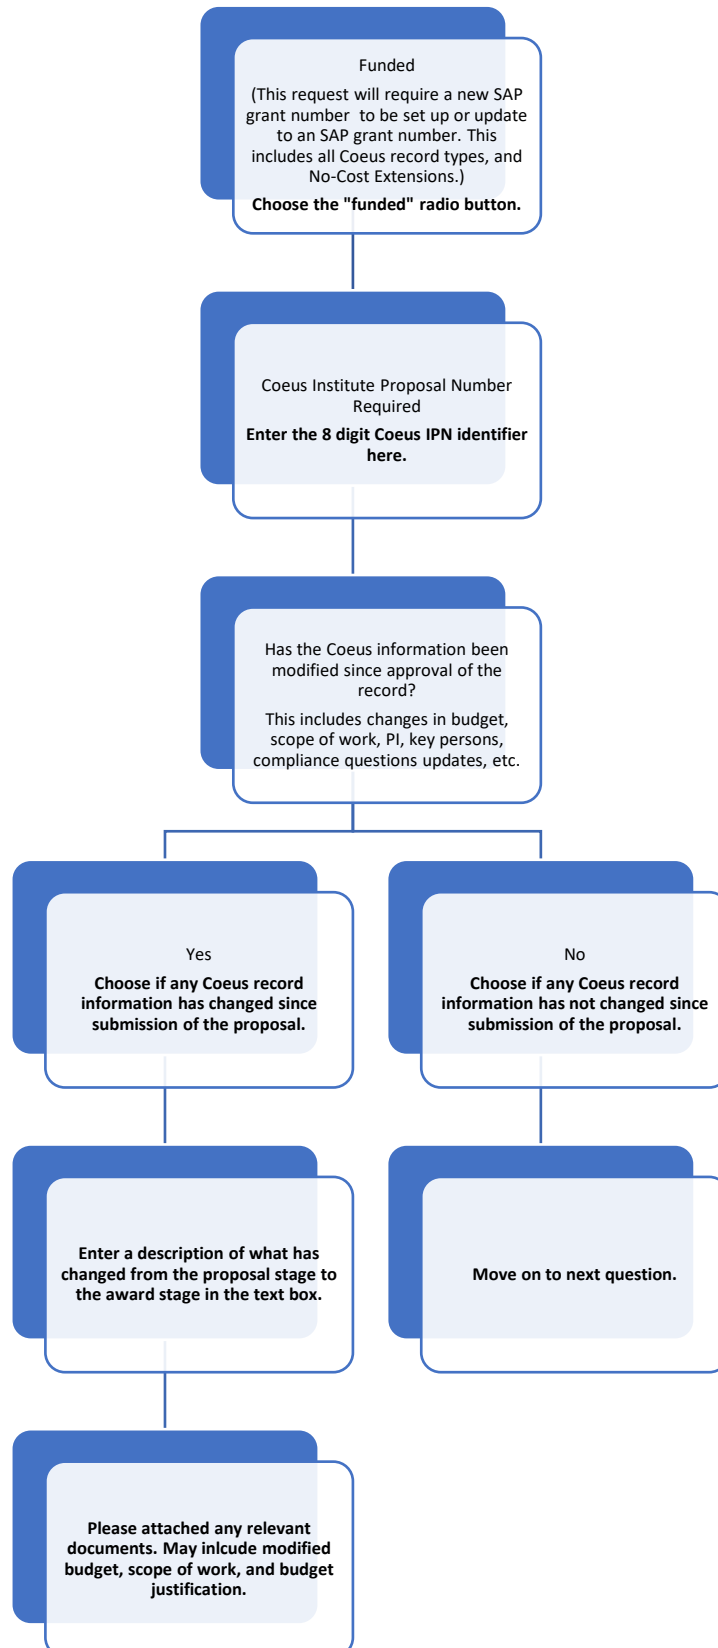 Funded
(This request will require a new SAP
grant number  to be set up or update
to an SAP grant number. This
includes all Coeus record types, and
No-Cost Extensions.)
Choose the "funded" radio button.
Coeus Institute Proposal Number
Required
Enter the 8 digit Coeus IPN identifier
here.
Has the Coeus information been
modified since approval of the
record?
This includes changes in budget,
scope of work, PI, key persons,
compliance questions updates, etc.
Yes
Choose if any Coeus record
information has changed since
submission of the proposal.
No
Choose if any Coeus record
information has not changed since
submission of the proposal.
Enter a description of what has
changed from the proposal stage to
the award stage in the text box.
Move on to next question.
Please attached any relevant
documents. May inlcude modified
budget, scope of work, and budget
justification.